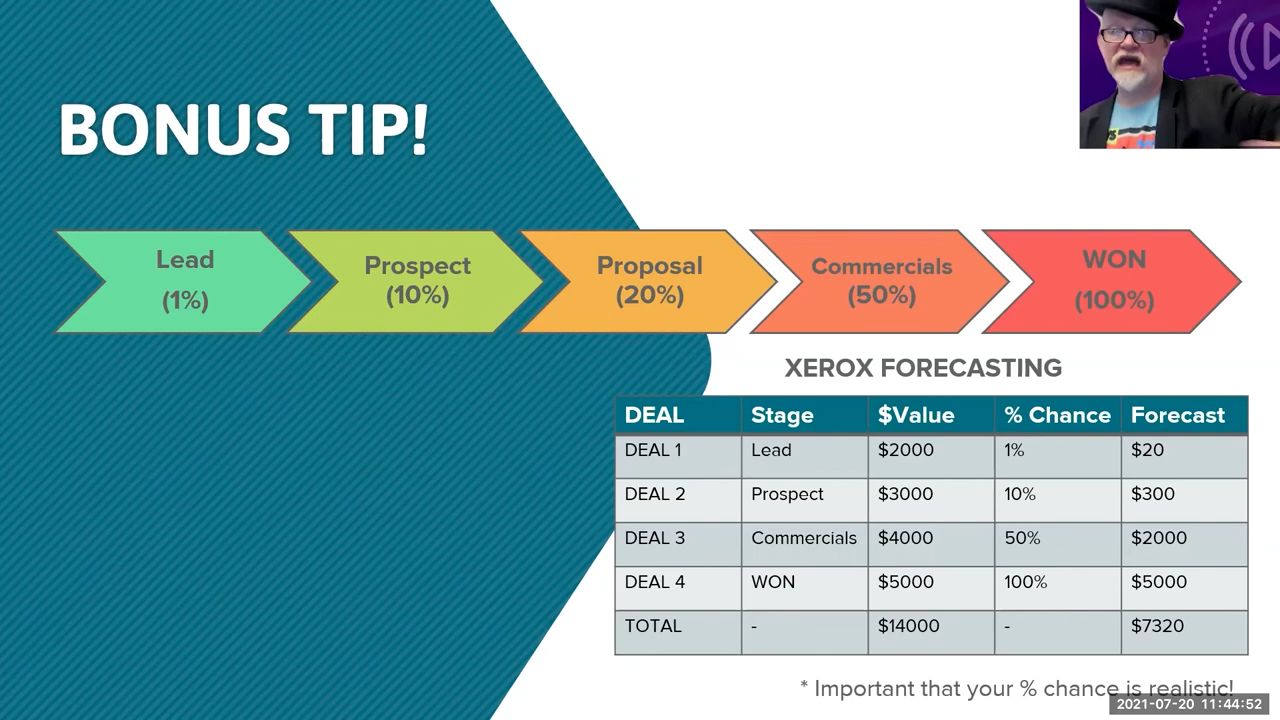 BONUS TIP!
Lead
(1%)
Prospect
(10%)
Proposal
(20%)
Commercials
(50%)
WON
(100%)
XEROX FORECASTING
DEAL Stage $Value % Chance Forecast
DEAL 1 Lead $2000 1% $20
DEAL 2 Prospect $3000 10% $300
DEAL 3 Commercials $4000 50% $2000
DEAL 4 WON $5000 100% $5000
TOTAL - $14000 - $7320
* Important that your % chance is realistic!
2021-07-20 11:44:52